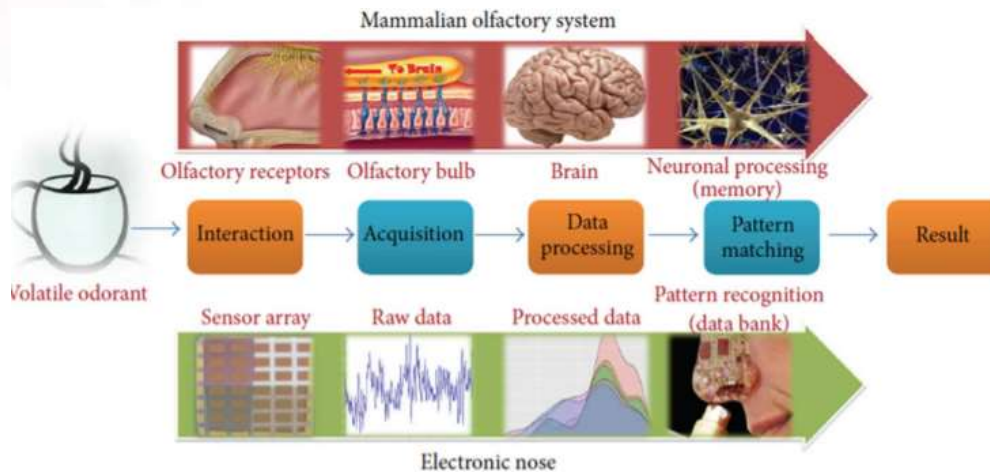 Mammalian olfactory system
To Brain
Olfactory receptors
Olfactory bulb
Brain
Neuronal processing
(memory)
Interaction
Acquisition
Data
processing
Pattern
matching
Result
Volatile odorant
Sensor array
Raw data
Processed data
Pattern recognition
(data bank)
Electronic nose